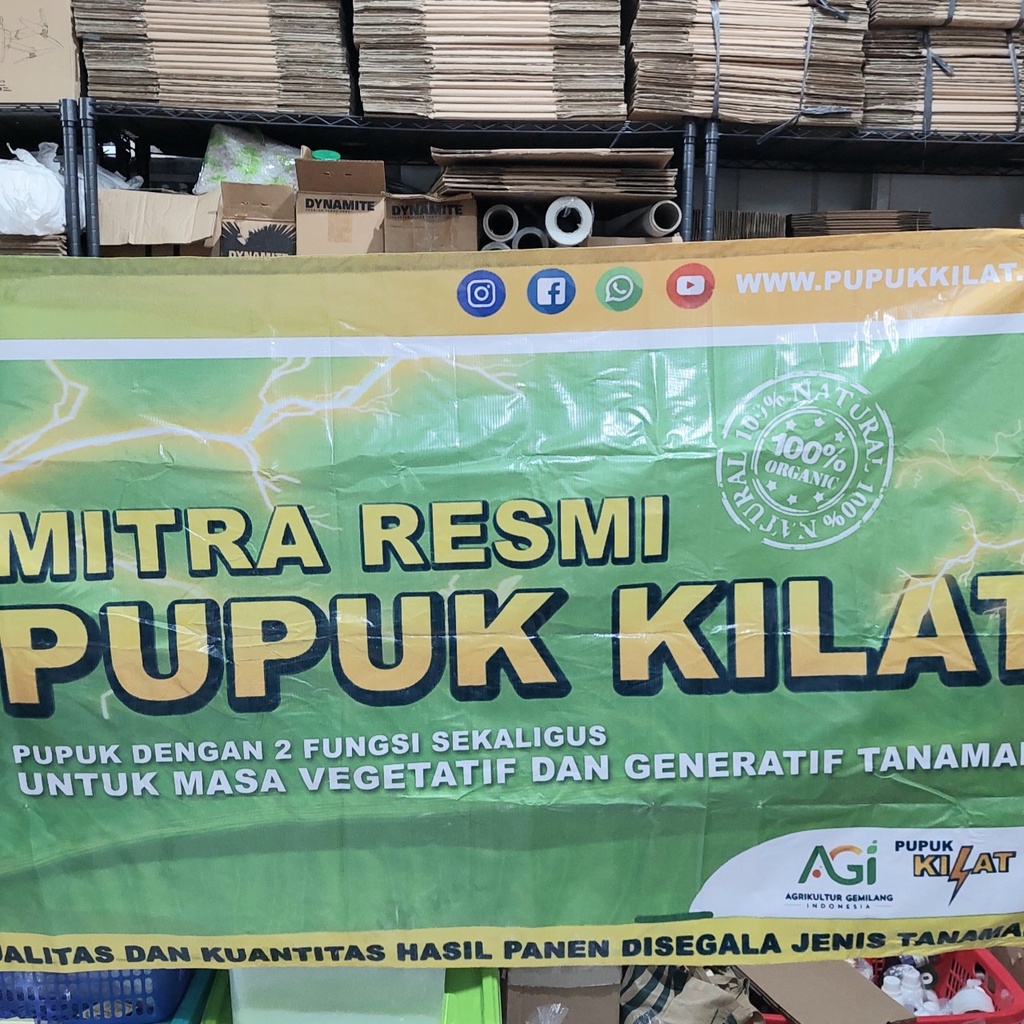 DYNAMITE
DYNAMITE
DYNAMITE
WWW.PUPUKKILAT.
100% NATURAL 100% NATURAL
100%
ORGANIC
MITRA RESMI
PUPUK KILAT
PUPUK DENGAN 2 FUNGSI SEKALIGUS
UNTUK MASA VEGETATIF DAN GENERATIF TANAMAN
AGI
AGRIKULTUR GEMILANG
INDONESIA
PUPUK
KILAT
UALITAS DAN KUANTITAS HASIL PANEN DISEGALA JENIS TANAMA